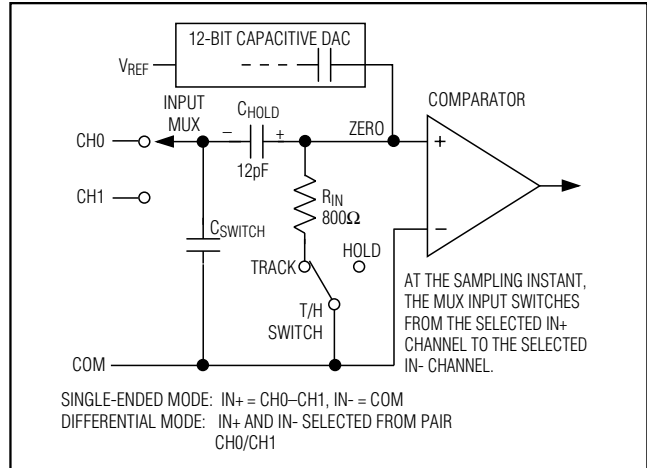 12-BIT CAPACITIVE DAC
VREF
COMPARATOR
INPUT
MUX
CHOLD
ZERO
CH0
– +
+
12pF
RIN
800Ω
CH1
CSWITCH
–
HOLD
TRACK
T/H
SWITCH
AT THE SAMPLING INSTANT,
THE MUX INPUT SWITCHES
FROM THE SELECTED IN+
CHANNEL TO THE SELECTED
IN- CHANNEL.
COM
SINGLE-ENDED MODE: IN+ = CH0–CH1, IN- = COM
DIFFERENTIAL MODE: IN+ AND IN- SELECTED FROM PAIR
CH0/CH1